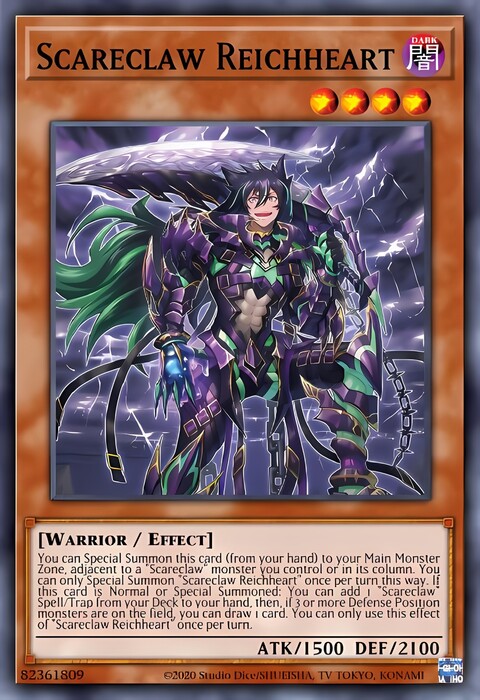 Scareclaw Reichheart
DARK
闇
[Warrior / Effect]
You can Special Summon this card (from your hand) to your Main Monster
Zone, adjacent to a "Scareclaw" monster you control or in its column. You
can only Special Summon "Scareclaw Reichheart" once per turn this way. If
this card is Normal or Special Summoned: You can add 1 "Scareclaw"
Spell/Trap from your Deck to your hand, then, if 3 or more Defense Position
monsters are on the field, you can draw 1 card. You can only use this effect
of "Scareclaw Reichheart" once per turn.
ATK/1500 DEF/2100
82361809
©2020 Studio Dice/SHUEISHA, TV TOKYO, KONAMI